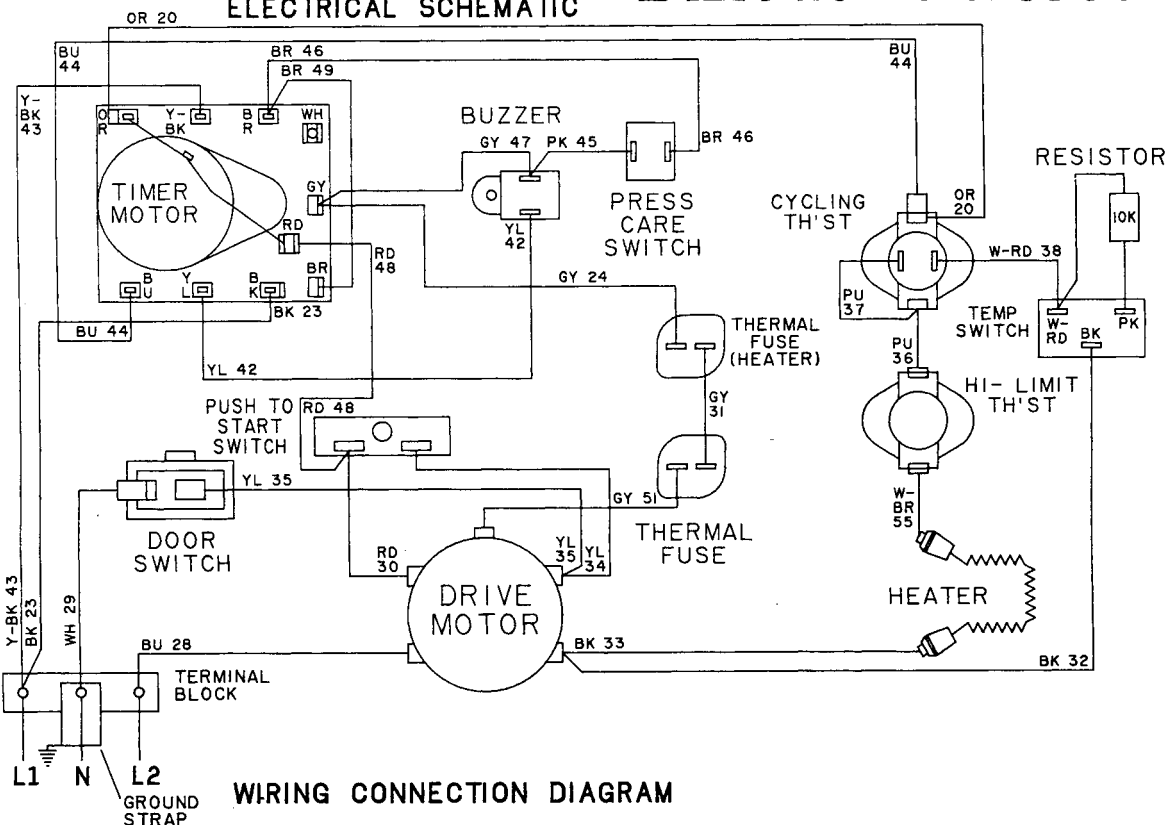 ELECTRICAL SCHEMATIC
OR 20
BU
44
BR 46
BR 49
BU
44
Y-
BK
43
O
R
Y-
BK
B
R
WH
BUZZER
GY 47
PK 45
BR 46
RESISTOR
10K
TIMER
MOTOR
GY
RD
BR
RD
48
YL
42
PRESS
CARE
SWITCH
CYCLING
TH'ST
OR
20
W-RD 38
B
U
Y
L
B
K
BK 23
BU 44
GY 24
PU
37
TEMP
SWITCH
W-
RD
BK
PK
THERMAL
FUSE
(HEATER)
PU
36
YL 42
HI- LIMIT
TH'ST
GY
31
PUSH TO
START
SWITCH
RD 48
YL 35
GY 51
W-
BR
55
DOOR
SWITCH
THERMAL
FUSE
RD
30
YL
35
YL
34
DRIVE
MOTOR
HEATER
Y-BK 43
BK 23
WH 29
BU 28
BK 33
BK 32
TERMINAL
BLOCK
L1
N
L2
GROUND
STRAP
WIRING CONNECTION DIAGRAM